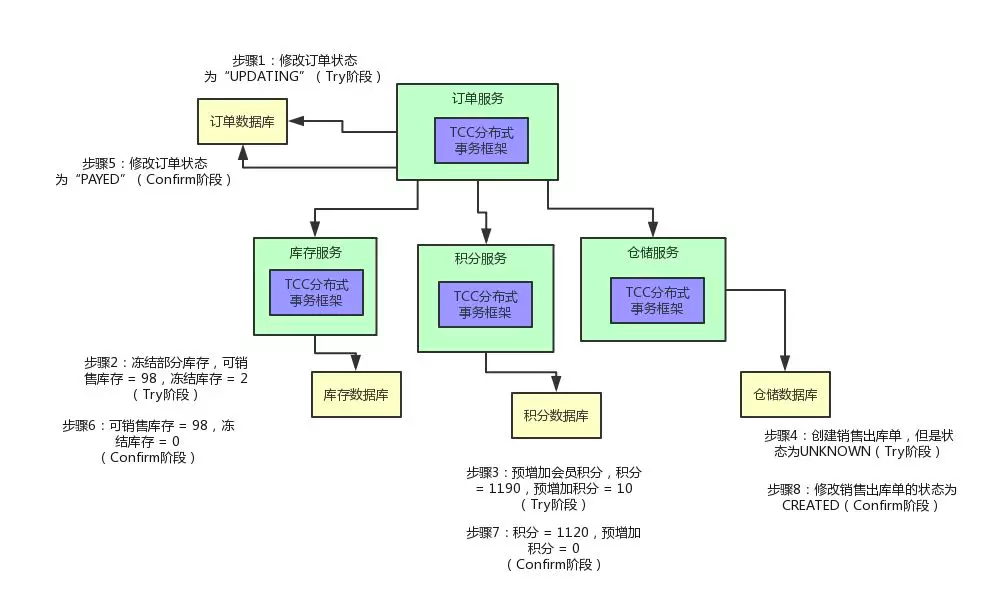 步骤1：修改订单状态
为“UPDATING”（Try阶段）
订单服务
订单数据库
TCC分布式
事务框架
步骤5：修改订单状态
为“PAYED”（Confirm阶段）
库存服务
TCC分布式
事务框架
积分服务
TCC分布式
事务框架
仓储服务
TCC分布式
事务框架
步骤2：冻结部分库存，可销
售库存 = 98，冻结库存 = 2
（Try阶段）
库存数据库
积分数据库
仓储数据库
步骤6：可销售库存 = 98，冻
结库存 = 0
（Confirm阶段）
步骤4：创建销售出库单，但是状
态为UNKNOWN（Try阶段）
步骤3：预增加会员积分，积分
= 1190，预增加积分 = 10
（Try阶段）
步骤8：修改销售出库单的状态为
CREATED（Confirm阶段）
步骤7：积分 = 1120，预增加
积分 = 0
（Confirm阶段）